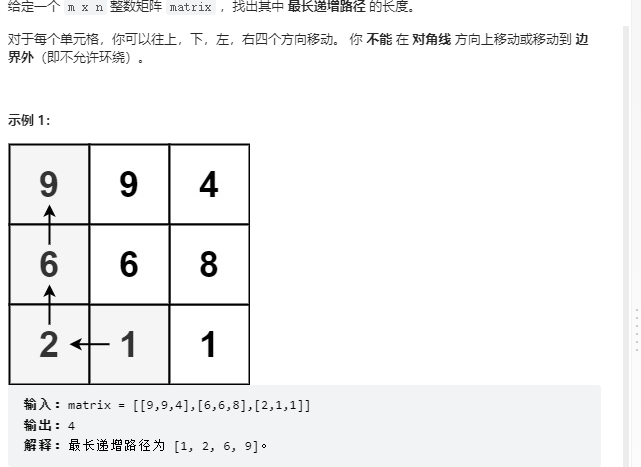 给定一个 m x n 整数矩阵 matrix ，找出其中 最长递增路径 的长度。
对于每个单元格，你可以往上，下，左，右四个方向移动。 你 不能 在 对角线 方向上移动或移动到 边
界外（即不允许环绕）。
示例 1：
9 9 4
6 6 8
2 1 1
输入：matrix = [[9,9,4],[6,6,8],[2,1,1]]
输出：4
解释：最长递增路径为 [1, 2, 6, 9]。